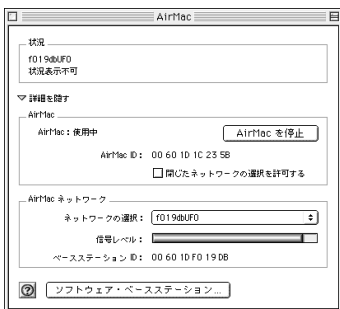 AirMac
状況
f019dbUF0
状況表示不可
詳細を隠す
AirMac
AirMac：使用中
AirMac を停止
AirMac ID： 00 60 1D 1C 23 5B
閉じたネットワークの選択を許可する
AirMac ネットワーク
ネットワークの選択： f019dbUF0
信号レベル：
ベースステーション ID： 00 60 1D F0 19 DB
?
ソフトウェア・ベースステーション...